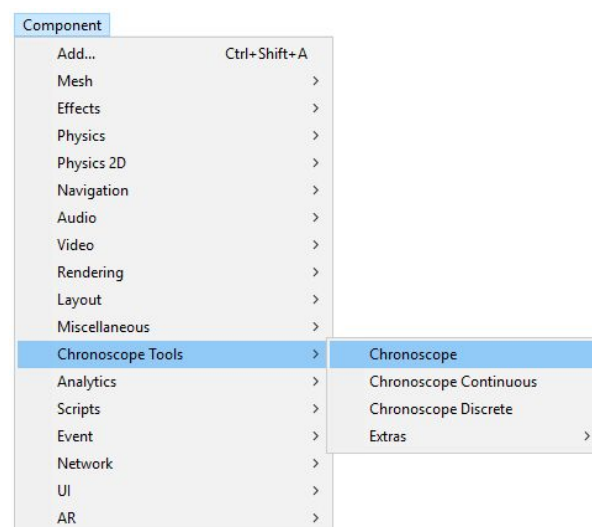 Component
Add... Ctrl+Shift+A
Mesh
Effects
Physics
Physics 2D
Navigation
Audio
Video
Rendering
Layout
Miscellaneous
Chronoscope Tools
Chronoscope
Chronoscope Continuous
Chronoscope Discrete
Extras
Analytics
Scripts
Event
Network
UI
AR